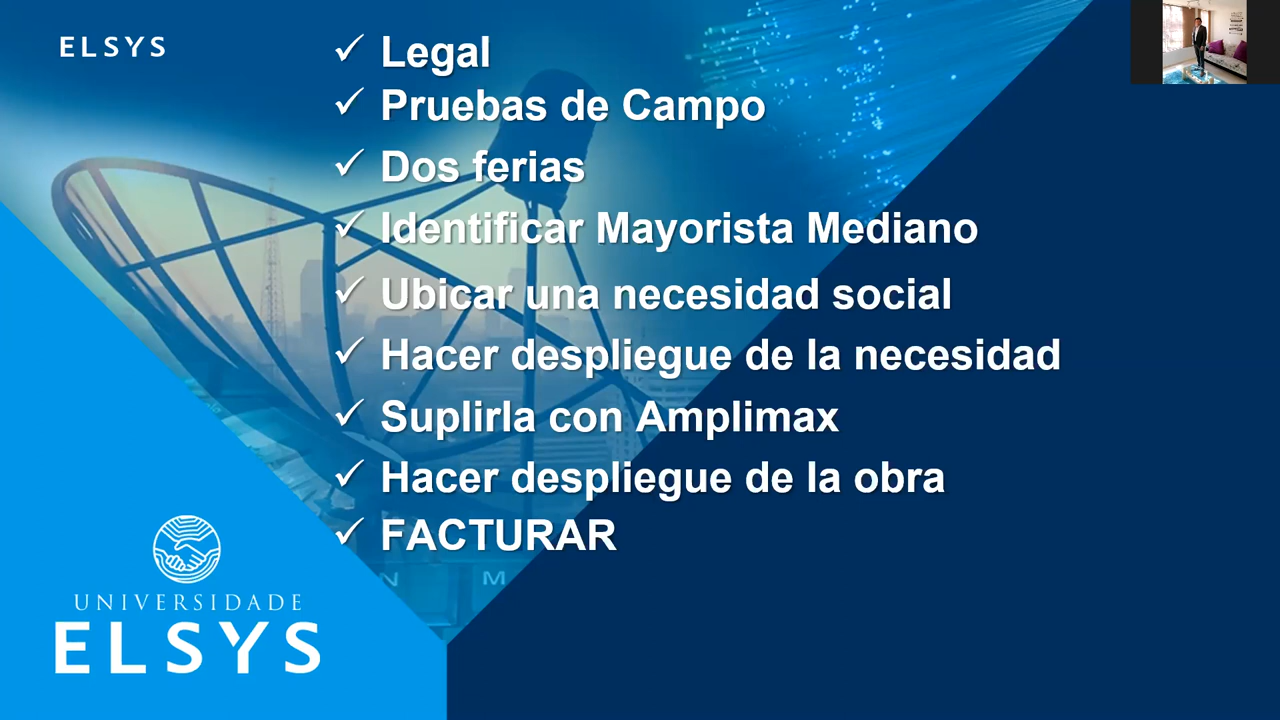 ELSYS
✓ Legal
✓ Pruebas de Campo
✓ Dos ferias
✓ Identificar Mayorista Mediano
✓ Ubicar una necesidad social
✓ Hacer despliegue de la necesidad
✓ Suplirla con Amplimax
✓ Hacer despliegue de la obra
✓ FACTURAR
N M
UNIVERSIDADE
ELSYS